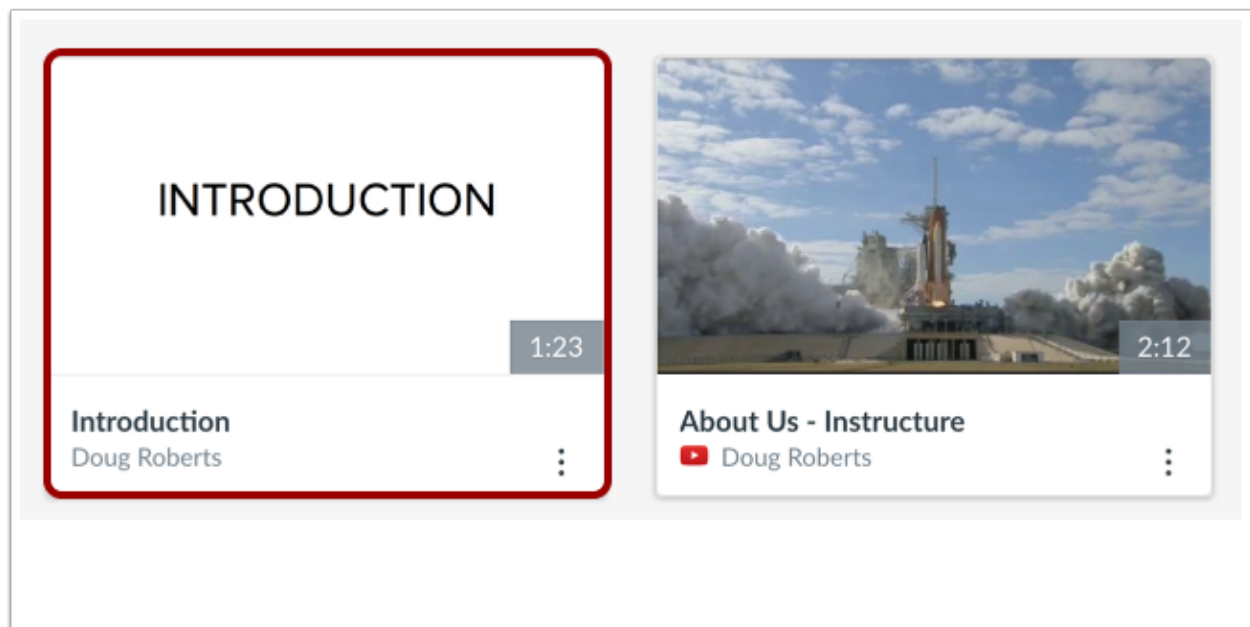 INTRODUCTION
1:23
Introduction
Doug Roberts
2:12
About Us - Instructure
Doug Roberts